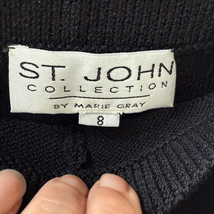 ST. JOHN
COLLECTION
BY MARIE GRAY
8